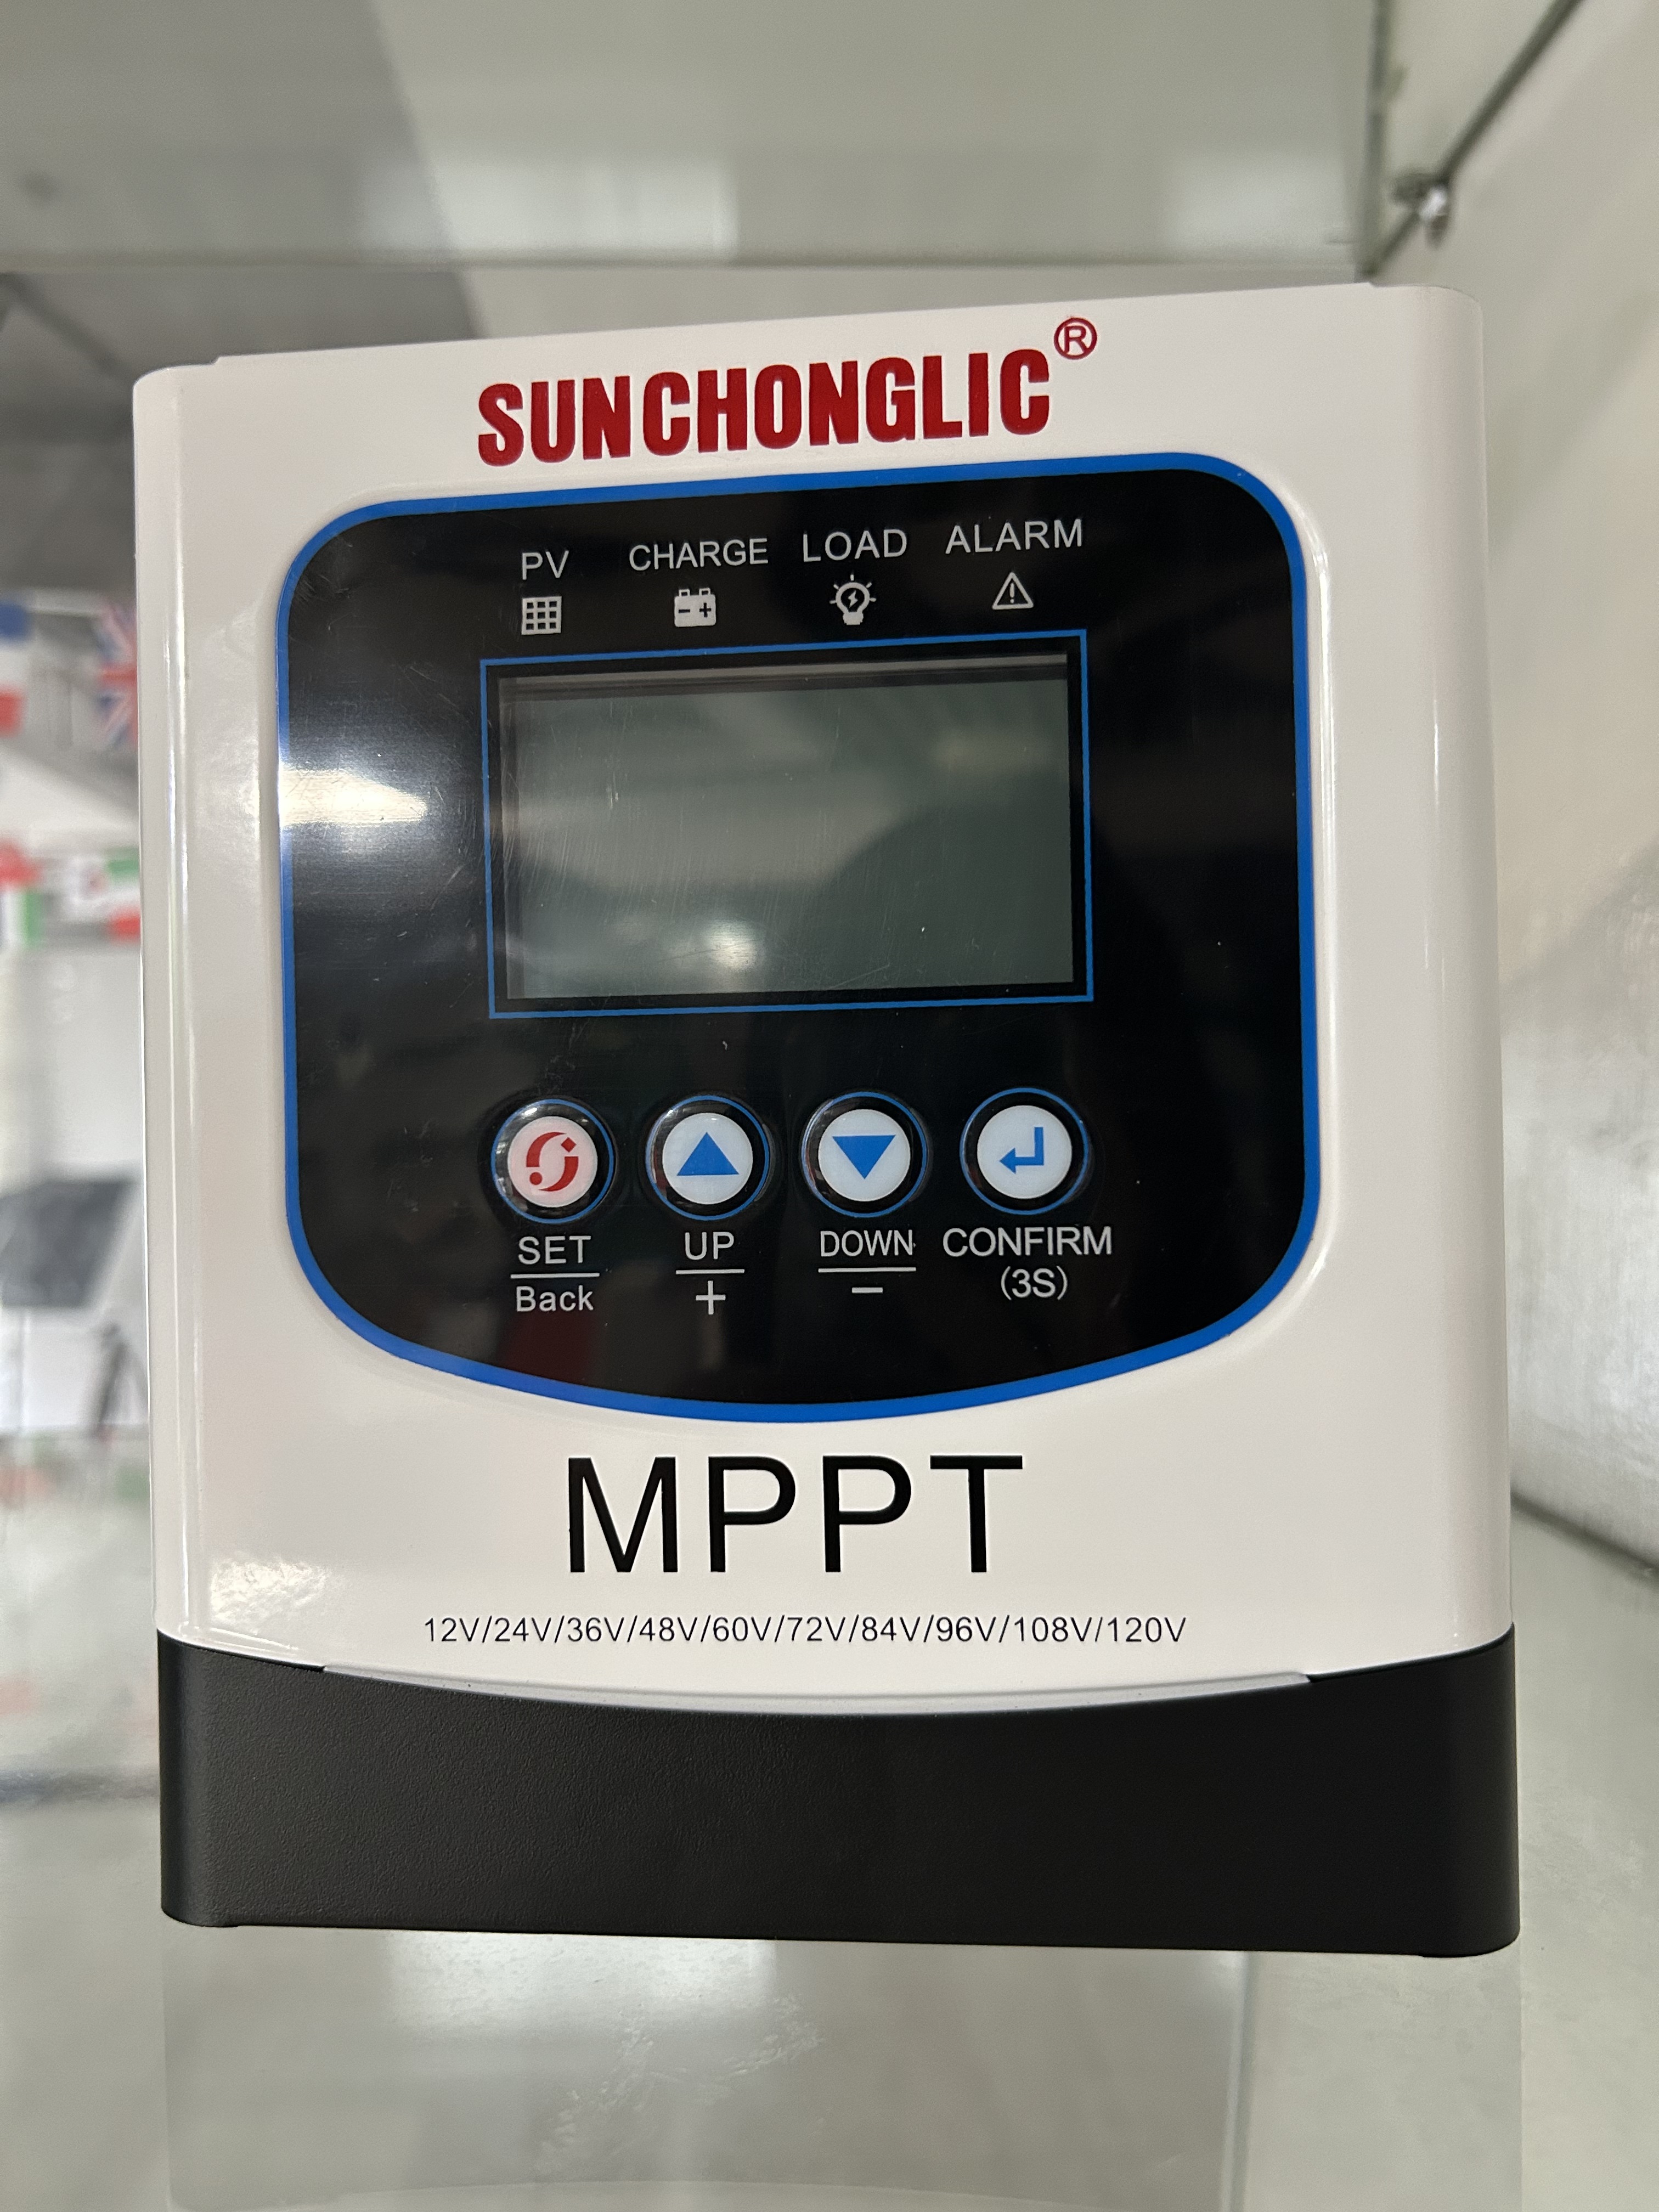 SUNCHONGLIC®
PV CHARGE LOAD ALARM
SET UP DOWN CONFIRM
Back + − (3S)
MPPT
12V/24V/36V/48V/60V/72V/84V/96V/108V/120V